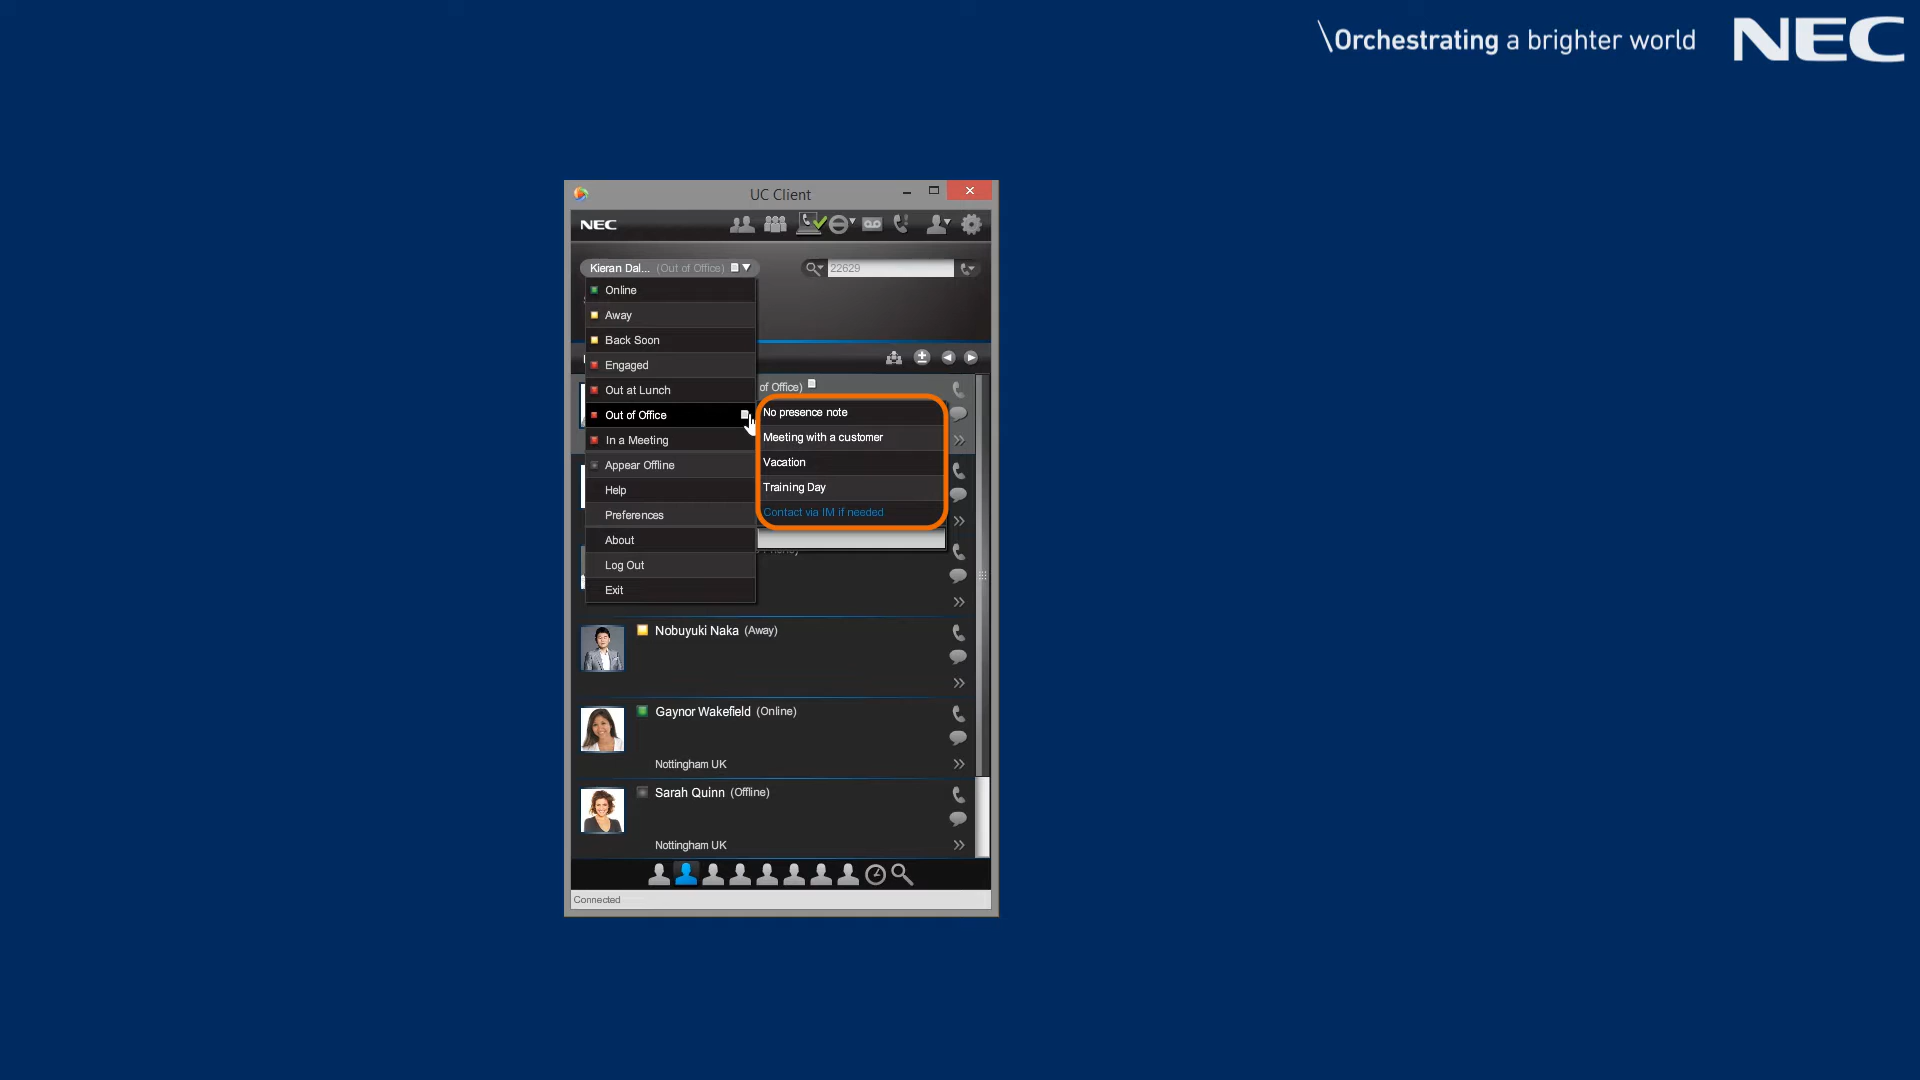 \Orchestrating a brighter world NEC
UC Client
NEC
Kieran Dal... (Out of Office)
22629
Online
Away
Back Soon
Engaged
Out at Lunch
of Office)
Out of Office
No presence note
In a Meeting
Meeting with a customer
Appear Offline
Vacation
Help
Training Day
Preferences
Contact via IM if needed
About
Log Out
Exit
Nobuyuki Naka (Away)
Gaynor Wakefield (Online)
Nottingham UK
Sarah Quinn (Offline)
Nottingham UK
Connected